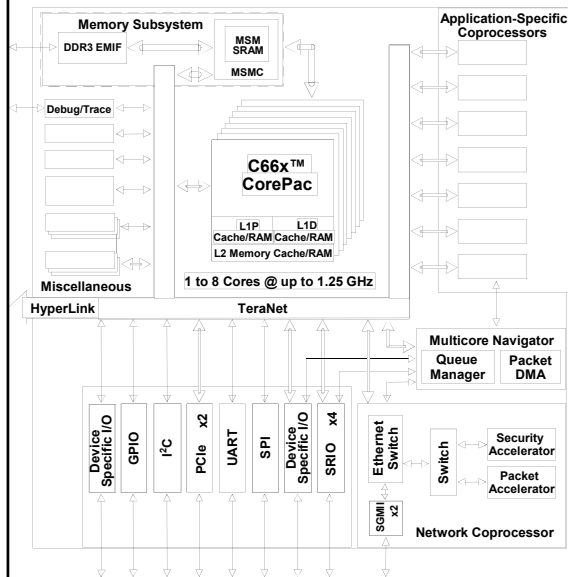 Memory Subsystem
DDR3 EMIF
MSM
SRAM
MSMC
Application-Specific
Coprocessors
Debug/Trace
C66x™
CorePac
L1P
Cache/RAM
L1D
Cache/RAM
L2 Memory Cache/RAM
Miscellaneous
1 to 8 Cores @ up to 1.25 GHz
HyperLink
TeraNet
Multicore Navigator
Queue
Manager
Packet
DMA
Device
Specific I/O
GPIO
I²C
PCIe x2
UART
SPI
Device
Specific I/O
SRIO x4
Ethernet
Switch
Switch
Security
Accelerator
Packet
Accelerator
SGMII
x2
Network Coprocessor